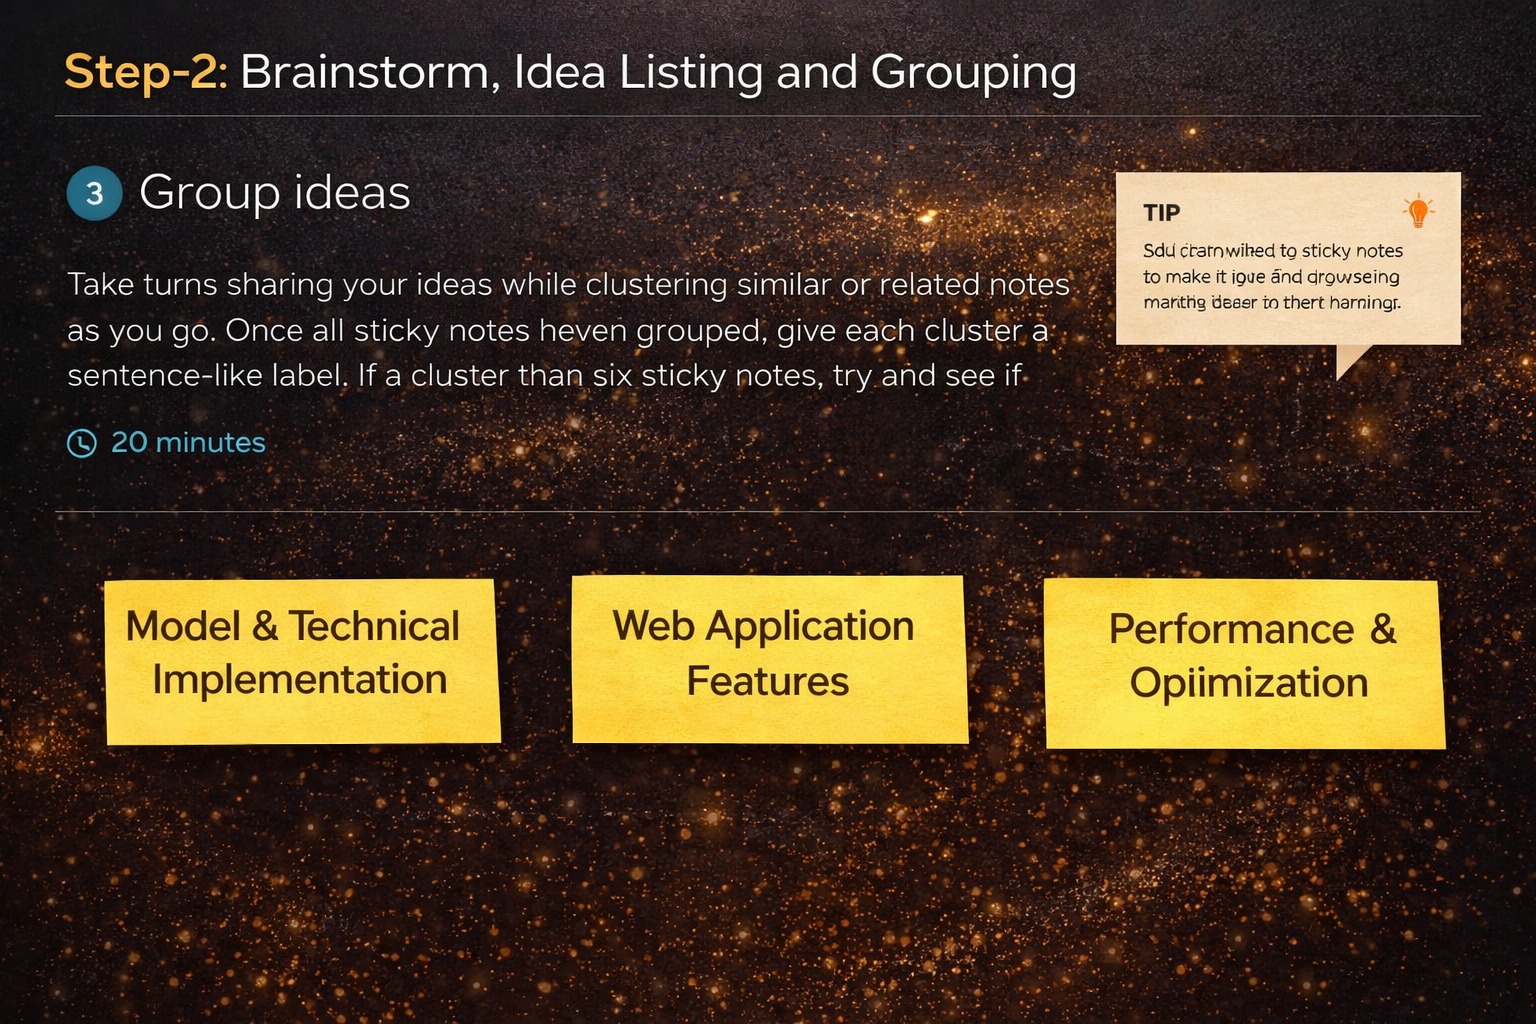 Step-2: Brainstorm, Idea Listing and Grouping
3 Group ideas
Take turns sharing your ideas while clustering similar or related notes
as you go. Once all sticky notes heven grouped, give each cluster a
sentence-like label. If a cluster than six sticky notes, try and see if
20 minutes
TIP
to sticky notes
to make it and
to
Model & Technical
Implementation
Web Application
Features
Performance &
Opiimization